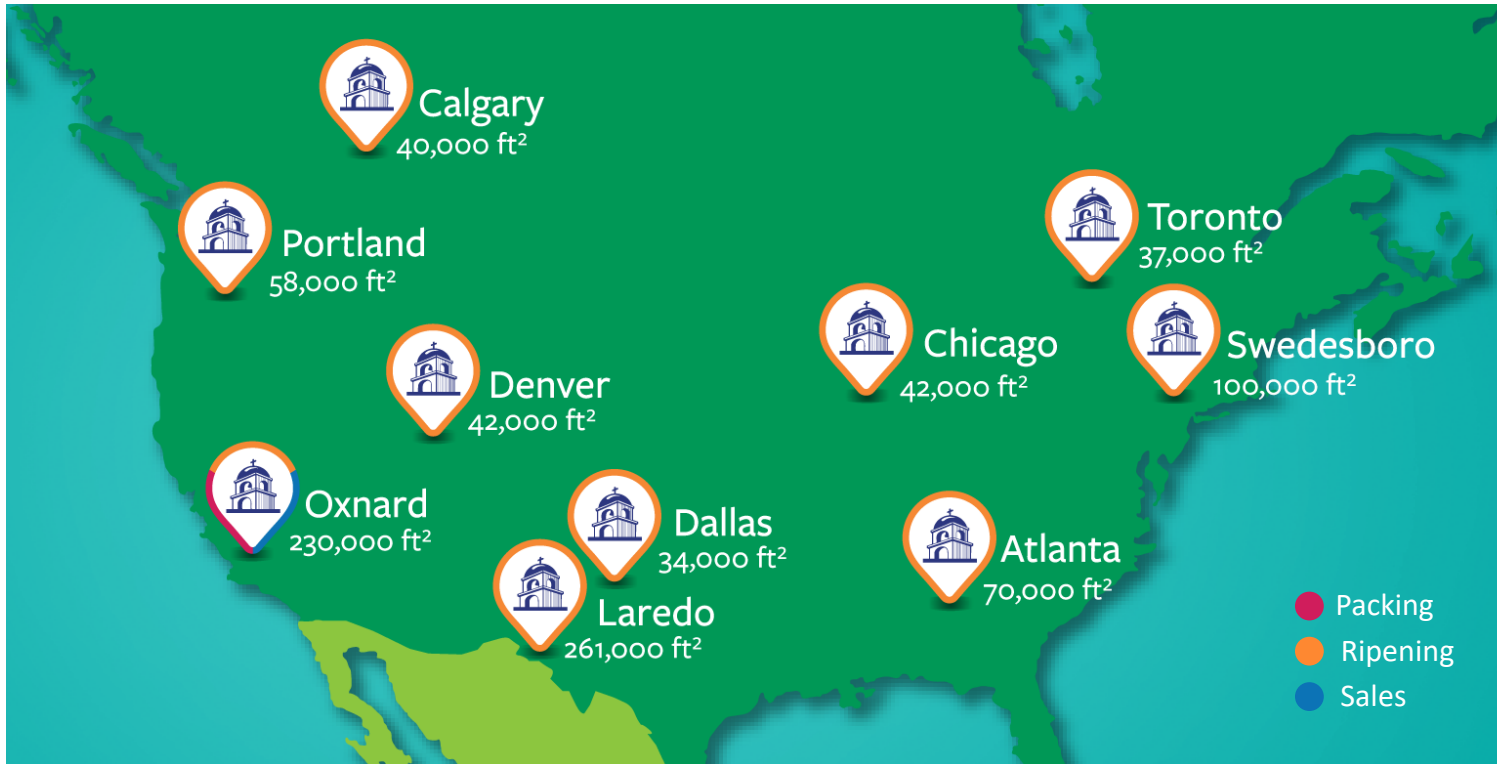 Calgary
40,000 ft²
Portland
58,000 ft²
Toronto
37,000 ft²
Chicago
42,000 ft²
Swedesboro
100,000 ft²
Denver
42,000 ft²
Oxnard
230,000 ft²
Dallas
34,000 ft²
Atlanta
70,000 ft²
Laredo
261,000 ft²
Packing
Ripening
Sales